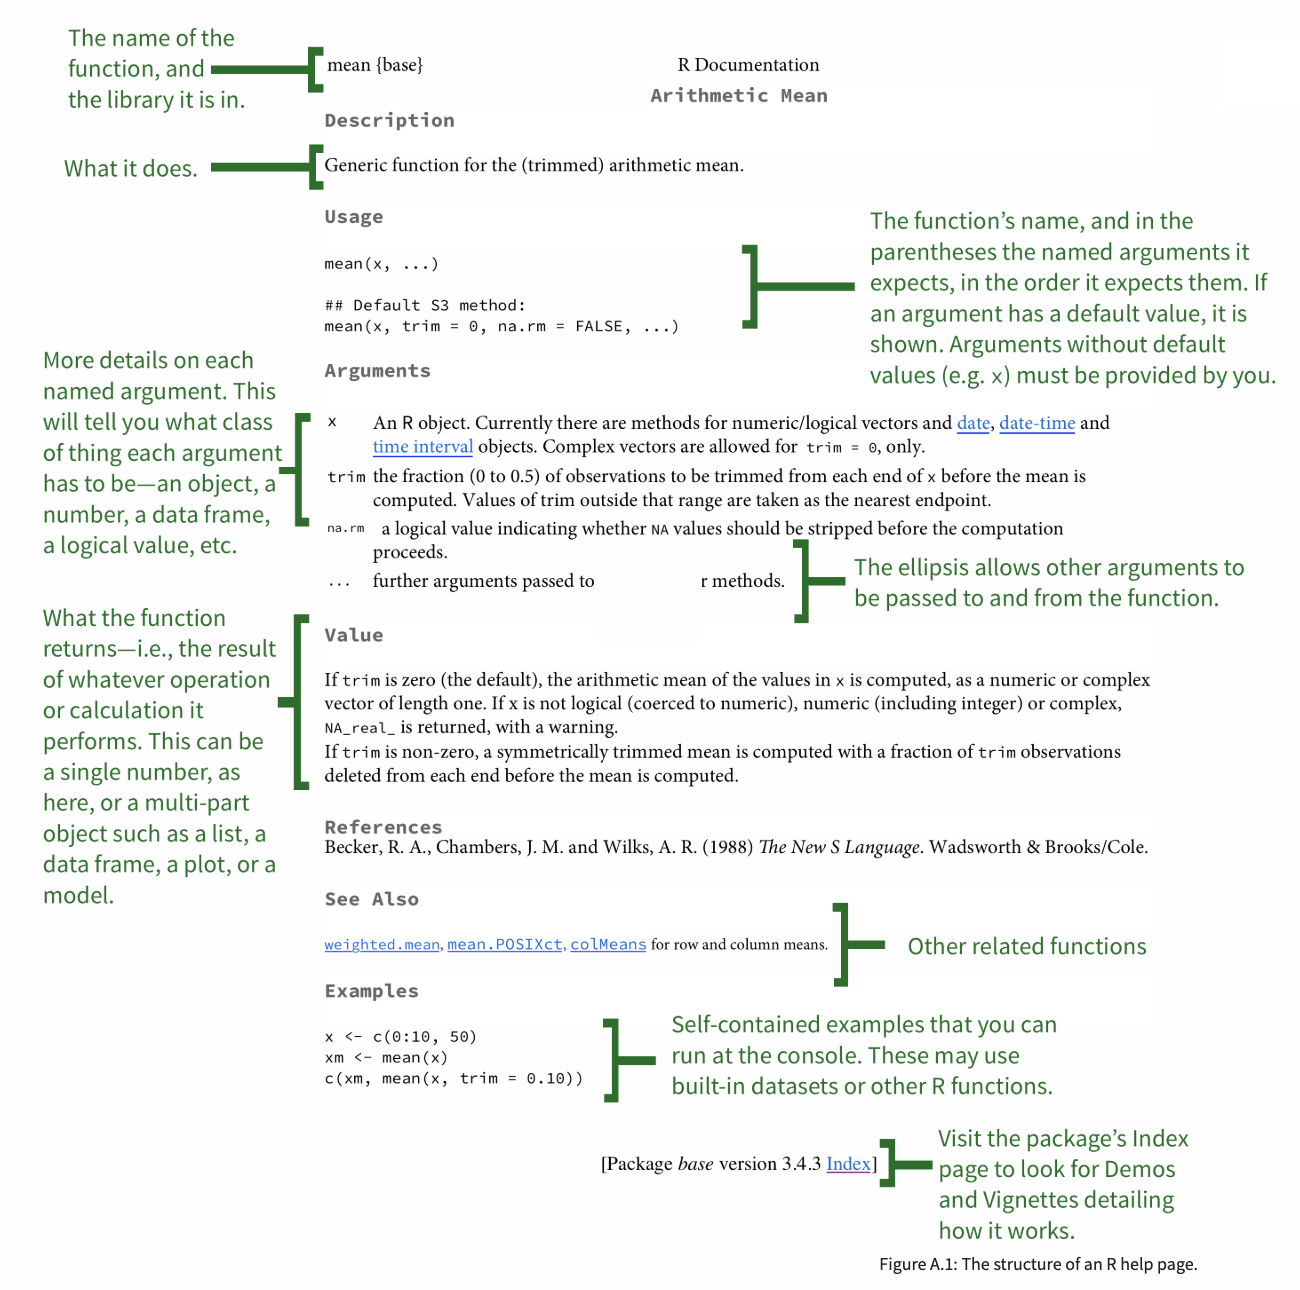 The name of the
function, and
the library it is in.
mean {base}
R Documentation
Arithmetic Mean
Description
What it does.
Generic function for the (trimmed) arithmetic mean.
Usage
mean(x, ...)
## Default S3 method:
mean(x, trim = 0, na.rm = FALSE, ...)
The function’s name, and in the
parentheses the named arguments it
expects, in the order it expects them. If
an argument has a default value, it is
shown. Arguments without default
values (e.g. x) must be provided by you.
Arguments
More details on each
named argument. This
will tell you what class
of thing each argument
has to be—an object, a
number, a data frame,
a logical value, etc.
x An R object. Currently there are methods for numeric/logical vectors and date, date-time and
time interval objects. Complex vectors are allowed for trim = 0, only.
trim the fraction (0 to 0.5) of observations to be trimmed from each end of x before the mean is
computed. Values of trim outside that range are taken as the nearest endpoint.
na.rm a logical value indicating whether NA values should be stripped before the computation
proceeds.
... further arguments passed to r methods.
The ellipsis allows other arguments to
be passed to and from the function.
What the function
returns—i.e., the result
of whatever operation
or calculation it
performs. This can be
a single number, as
here, or a multi-part
object such as a list, a
data frame, a plot, or a
model.
Value
If trim is zero (the default), the arithmetic mean of the values in x is computed, as a numeric or complex
vector of length one. If x is not logical (coerced to numeric), numeric (including integer) or complex,
NA_real_ is returned, with a warning.
If trim is non-zero, a symmetrically trimmed mean is computed with a fraction of trim observations
deleted from each end before the mean is computed.
References
Becker, R. A., Chambers, J. M. and Wilks, A. R. (1988) The New S Language. Wadsworth & Brooks/Cole.
See Also
weighted.mean, mean.POSIXct, colMeans for row and column means.
Other related functions
Examples
x <- c(0:10, 50)
xm <- mean(x)
c(xm, mean(x, trim = 0.10))
Self-contained examples that you can
run at the console. These may use
built-in datasets or other R functions.
[Package base version 3.4.3 Index]
Visit the package’s Index
page to look for Demos
and Vignettes detailing
how it works.
Figure A.1: The structure of an R help page.